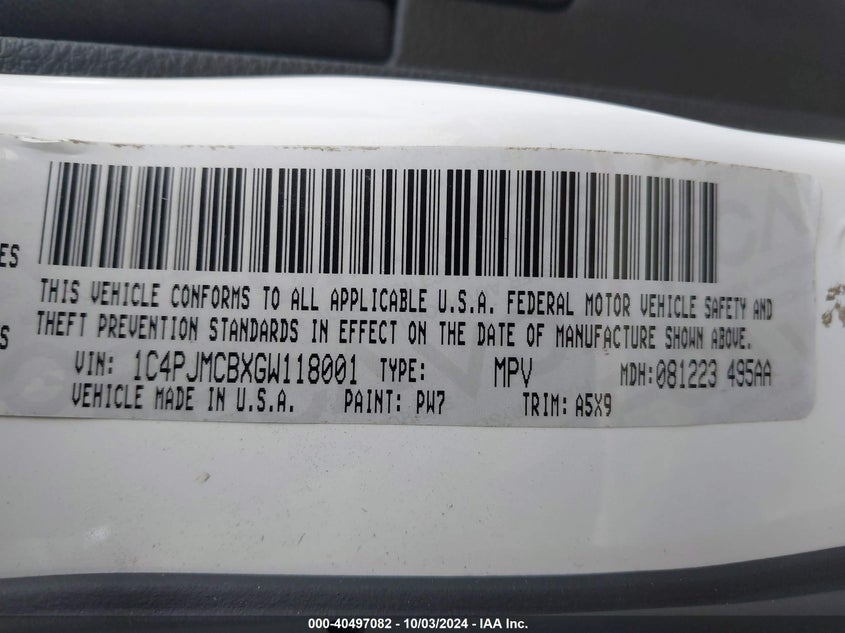 ES
THIS VEHICLE CONFORMS TO ALL APPLICABLE U.S.A. FEDERAL MOTOR VEHICLE SAFETY AND
S
THEFT PREVENTION STANDARDS IN EFFECT ON THE DATE OF MANUFACTURE SHOWN ABOVE.
VIN: 1C4PJMCBXGW118001 TYPE: MPV MDH:081223 495AA
VEHICLE MADE IN U.S.A. PAINT: PW7 TRIM: A5X9
000-40497082 - 10/03/2024 - IAA Inc.